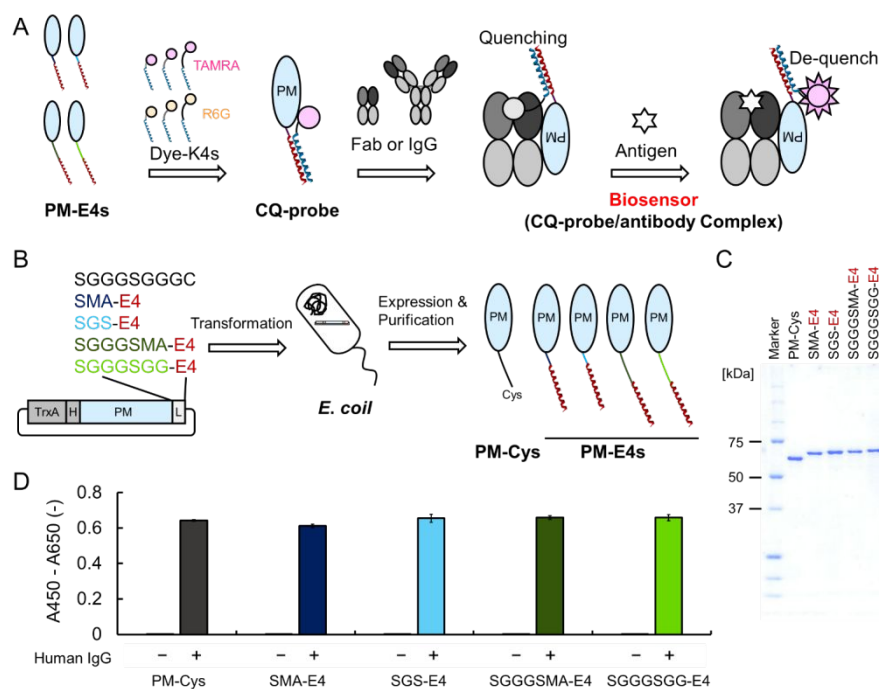 A
TAMRA
R6G
Dye-K4s
PM-E4s
PM
CQ-probe
Fab or IgG
Quenching
PM
Antigen
Biosensor
(CQ-probe/antibody Complex)
De-quench
PM
B
SGGGSGGGC
SMA-E4
SGS-E4
SGGGSMA-E4
SGGGSGG-E4
TrxA H PM L
Transformation
E. coli
Expression &
Purification
PM PM PM PM PM
Cys
PM-Cys PM-E4s
C
Marker
PM-Cys
SMA-E4
SGS-E4
SGGGSMA-E4
SGGGSGG-E4
[kDa]
75
50
37
D
A450 - A650 (-)
0.8
0.6
0.4
0.2
0
Human IgG − + − + − + − + − +
PM-Cys SMA-E4 SGS-E4 SGGGSMA-E4 SGGGSGG-E4